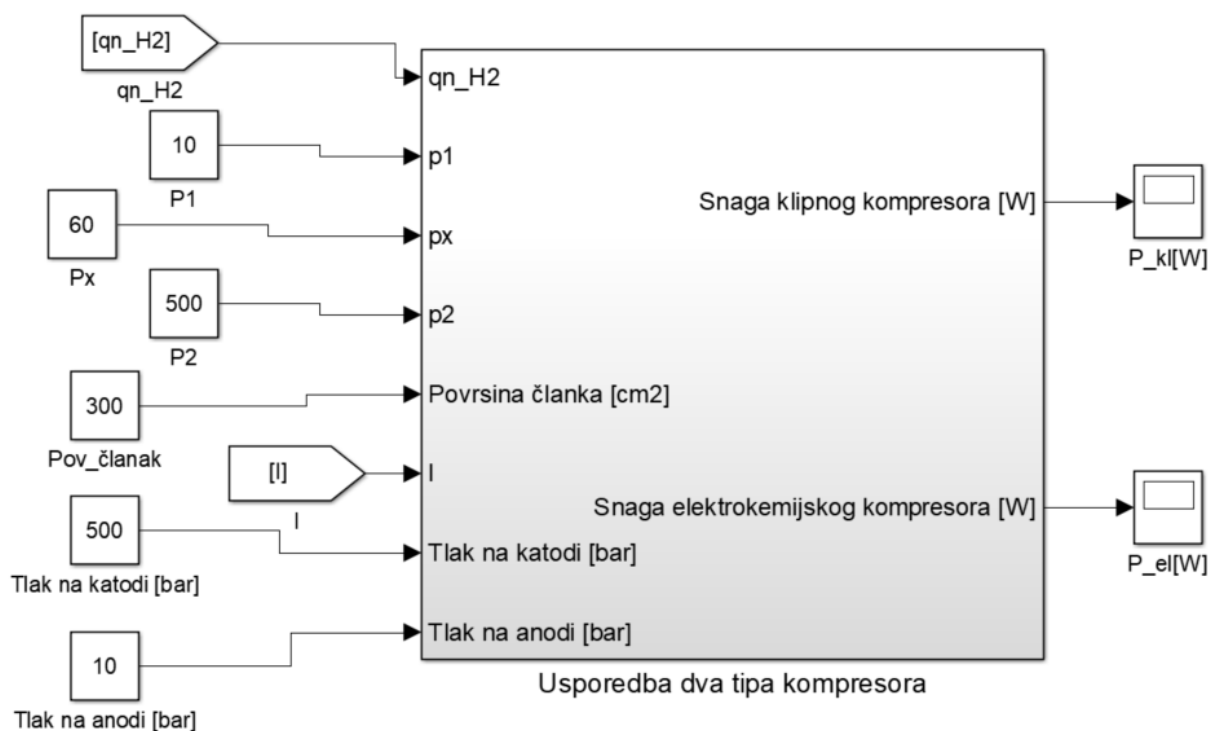 [qn_H2]
qn_H2
qn_H2
10
P1
p1
60
Px
px
500
P2
p2
300
Pov_članak
Povrsina članka [cm2]
[I]
I
I
500
Tlak na katodi [bar]
Tlak na katodi [bar]
10
Tlak na anodi [bar]
Tlak na anodi [bar]
Snaga klipnog kompresora [W]
P_kl[W]
Snaga elektrokemijskog kompresora [W]
P_el[W]
Usporedba dva tipa kompresora